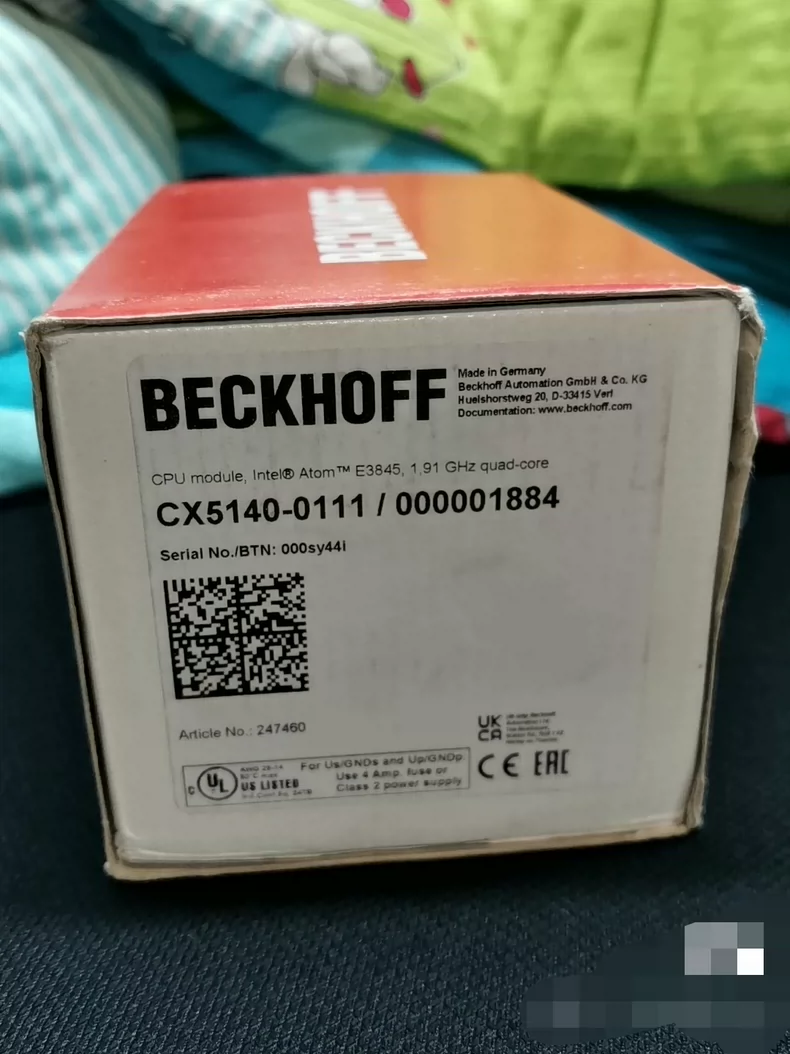 BECKHOFF
BECKHOFF
Made in Germany
Beckhoff Automation GmbH & Co. KG
Huelshorstweg 20, D-33415 Verl
Documentation: www.beckhoff.com
CPU module, Intel® Atom™ E3845, 1,91 GHz quad-core
CX5140-0111 / 000001884
Serial No./BTN: 000sy44i
Article No.: 247460
UK
CA
c UL
US LISTED
For Us/GNDs and Up/GNDp
Use 4 Amp. fuse or
Class 2 power supply
CE EAC